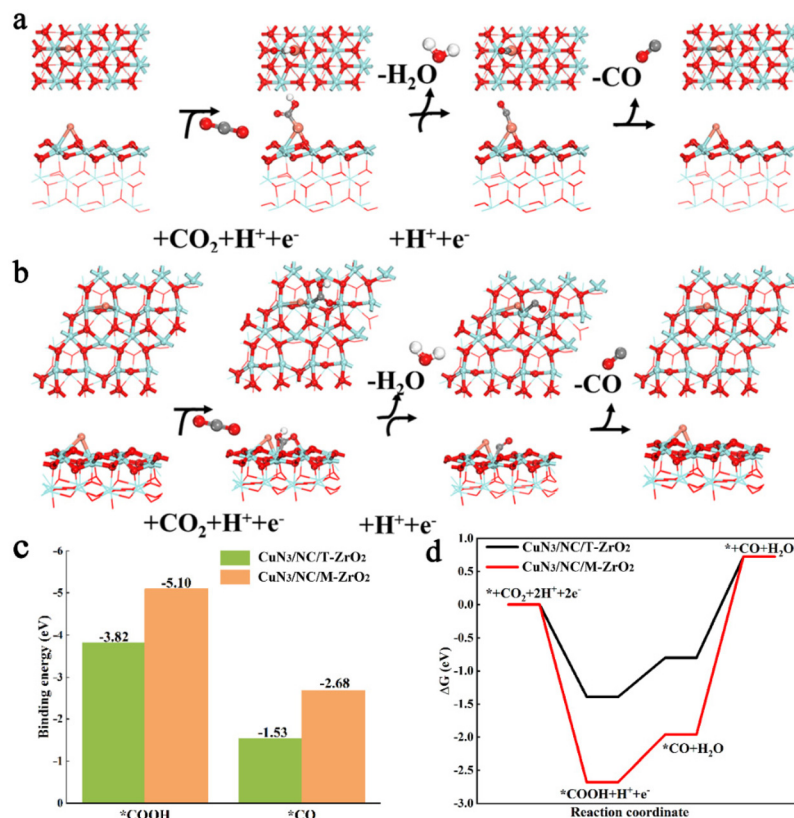 a
-H₂O
-CO
+CO₂+H⁺+e⁻
+H⁺+e⁻
b
-H₂O
-CO
+CO₂+H⁺+e⁻
+H⁺+e⁻
c
CuN₃/NC/T-ZrO₂
CuN₃/NC/M-ZrO₂
Binding energy (eV)
-6
-5
-4
-3
-2
-1
0
-3.82
-5.10
-1.53
-2.68
*COOH
*CO
d
CuN₃/NC/T-ZrO₂
CuN₃/NC/M-ZrO₂
*+CO+H₂O
*+CO₂+2H⁺+2e⁻
*CO+H₂O
*COOH+H⁺+e⁻
ΔG (eV)
1.0
0.5
0.0
-0.5
-1.0
-1.5
-2.0
-2.5
-3.0
Reaction coordinate